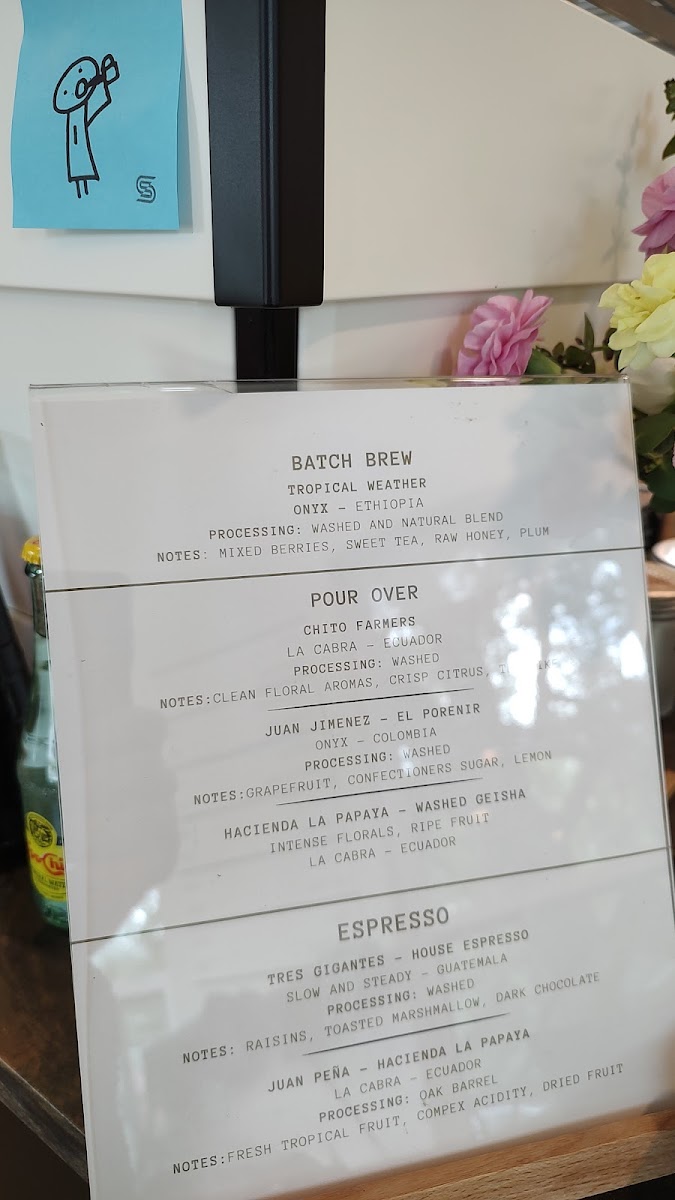 S
BATCH BREW
TROPICAL WEATHER
ONYX – ETHIOPIA
PROCESSING: WASHED AND NATURAL BLEND
NOTES: MIXED BERRIES, SWEET TEA, RAW HONEY, PLUM
POUR OVER
CHITO FARMERS
LA CABRA – ECUADOR
PROCESSING: WASHED
NOTES:CLEAN FLORAL AROMAS, CRISP CITRUS,
JUAN JIMENEZ – EL PORENIR
ONYX – COLOMBIA
PROCESSING: WASHED
NOTES:GRAPEFRUIT, CONFECTIONERS SUGAR, LEMON
HACIENDA LA PAPAYA – WASHED GEISHA
INTENSE FLORALS, RIPE FRUIT
LA CABRA – ECUADOR
ESPRESSO
TRES GIGANTES – HOUSE ESPRESSO
SLOW AND STEADY – GUATEMALA
PROCESSING: WASHED
NOTES: RAISINS, TOASTED MARSHMALLOW, DARK CHOCOLATE
JUAN PEÑA – HACIENDA LA PAPAYA
LA CABRA – ECUADOR
PROCESSING: OAK BARREL
NOTES:FRESH TROPICAL FRUIT, COMPEX ACIDITY, DRIED FRUIT